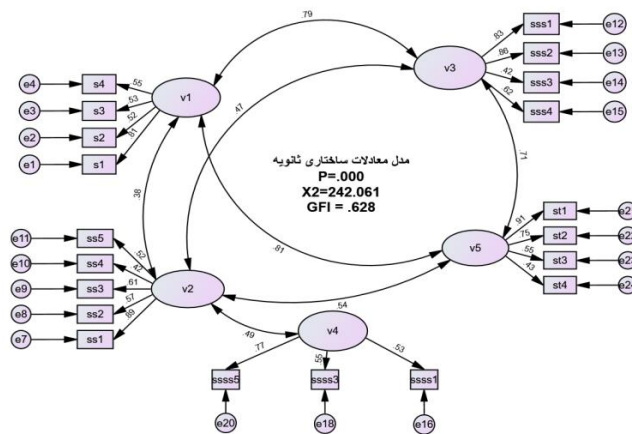 .79
e4 s4 .55
e3 s3 .53
e2 s2 .52
e1 s1 .81
v1
v3
.83 sss1 e12
.86 sss2 e13
.42 sss3 e14
.62 sss4 e15
.47
مدل معادلات ساختاری ثانویه
P=.000
X2=242.061
GFI = .628
.71
.38
.81
e11 ss5 .52
e10 ss4 .42
e9 ss3 .61
e8 ss2 .57
e7 ss1 .89
v2
v5
.91 st1 e2
.75 st2 e2
.55 st3 e2
.43 st4 e2
54
.49
v4
.77 .55 .53
ssss5 ssss3 ssss1
e20 e18 e16